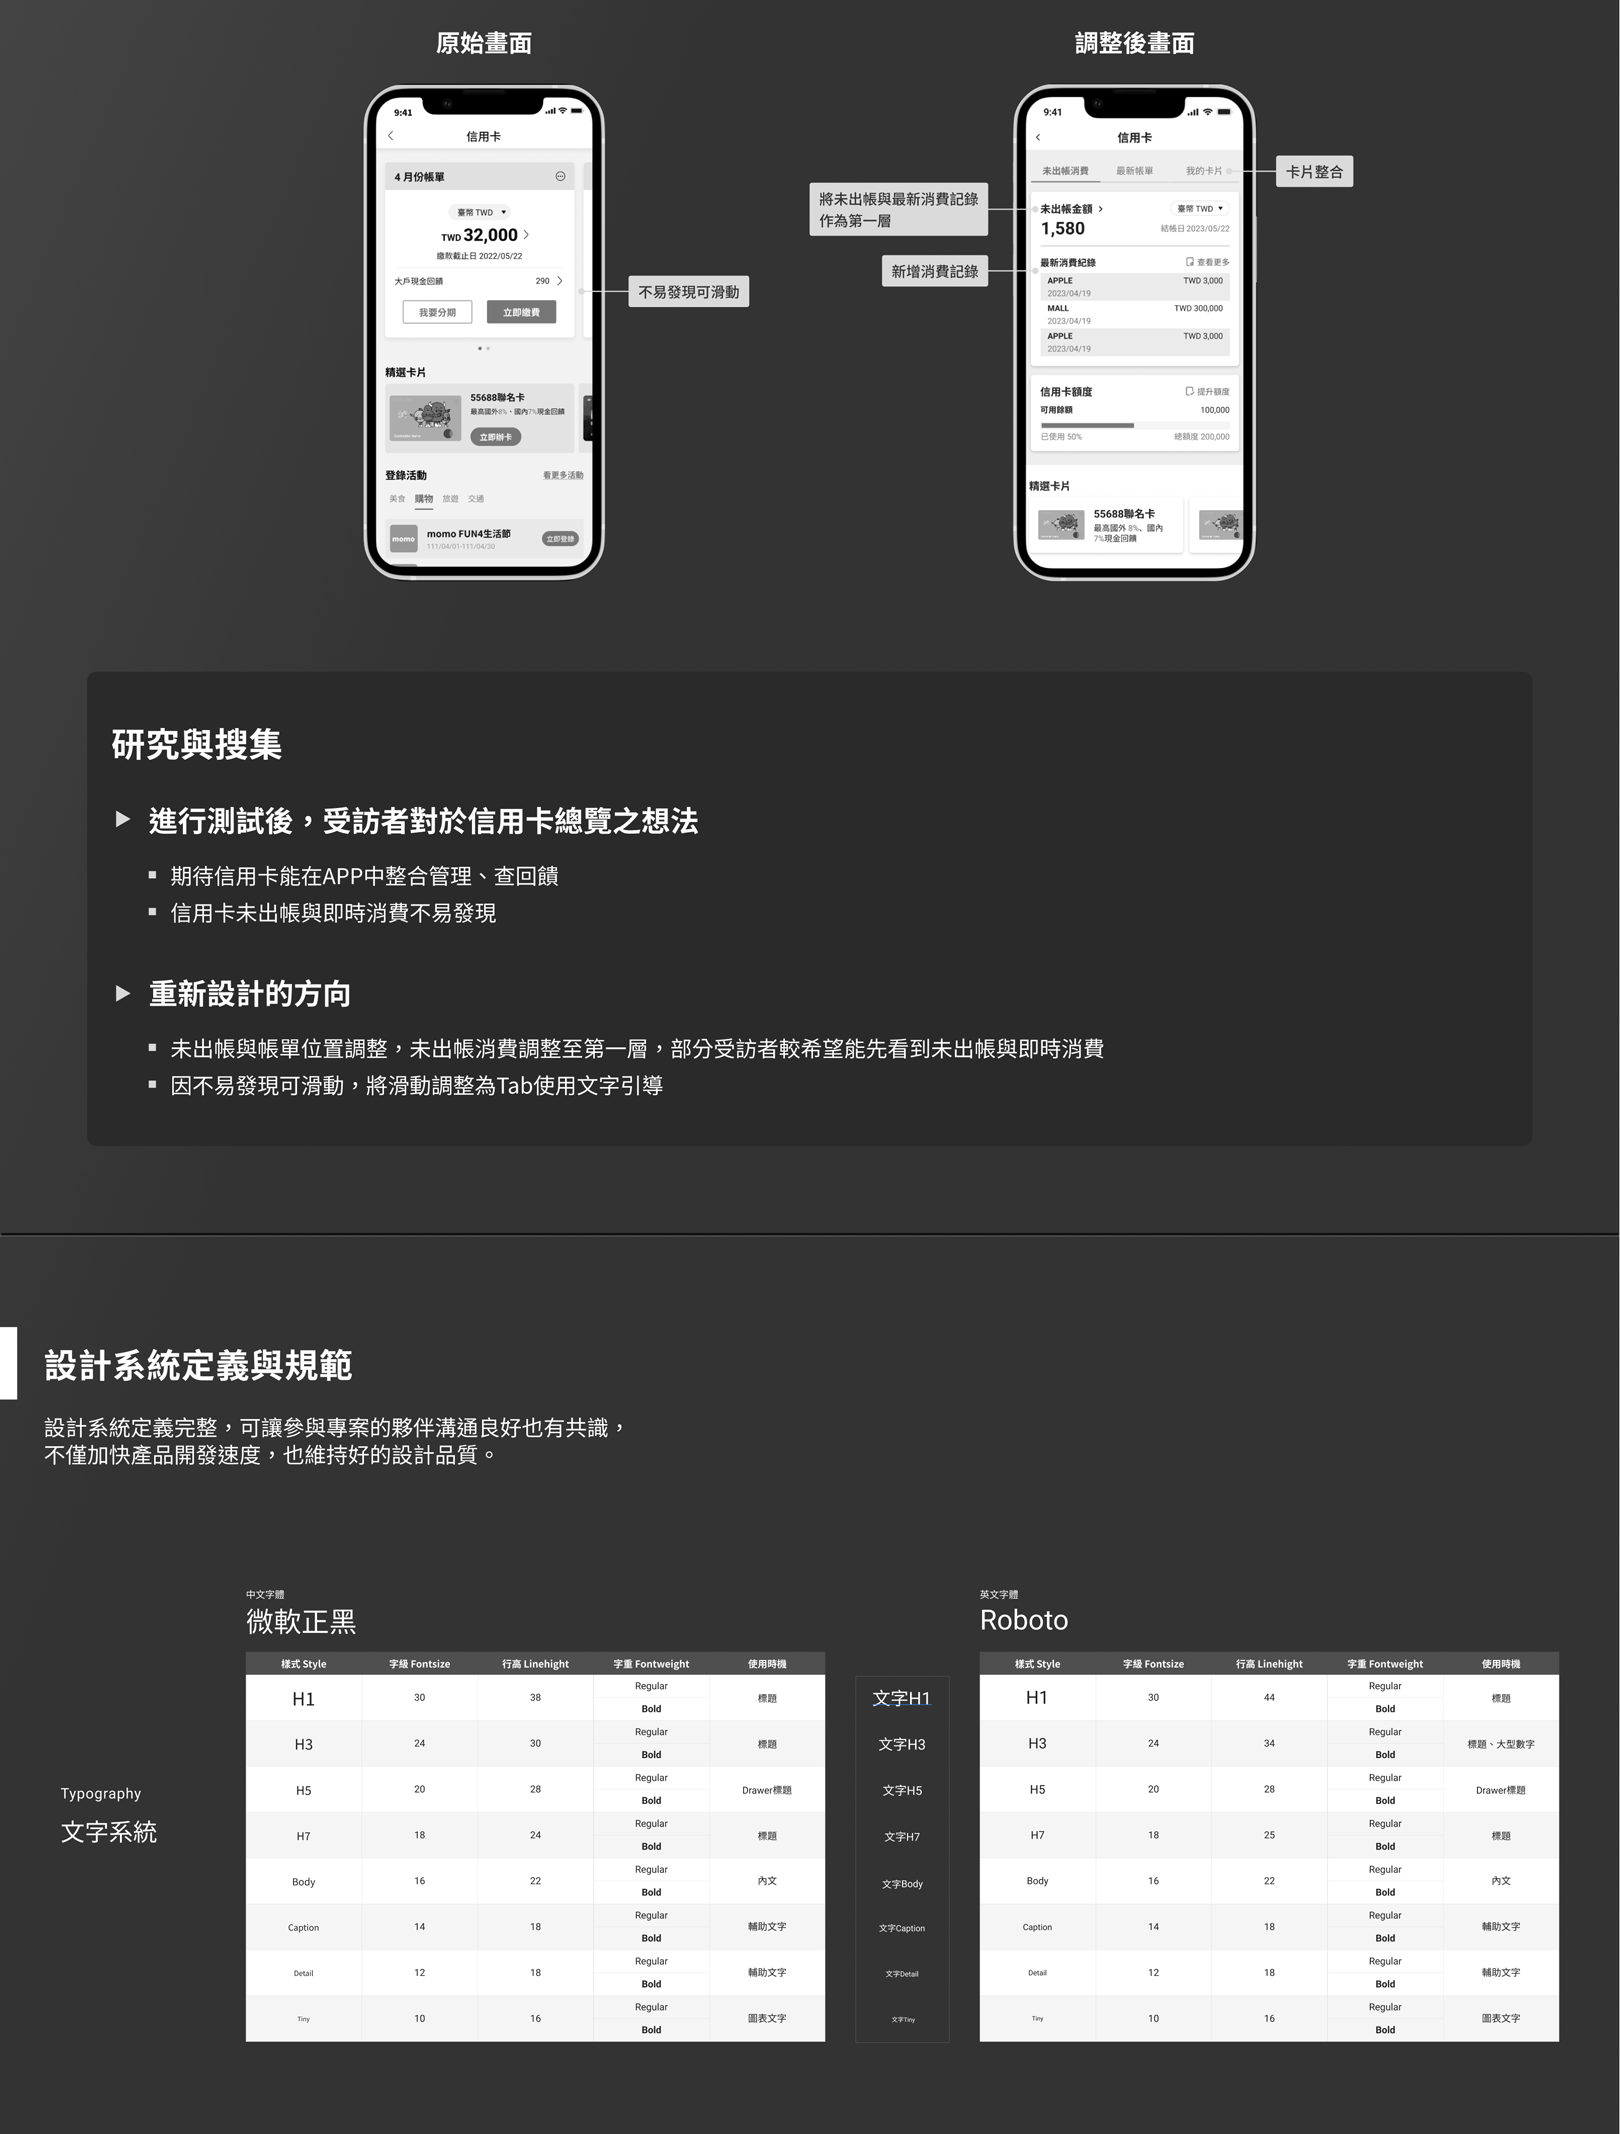 原始畫面
9:41
信用卡
4 月份帳單
臺幣 TWD
TWD 32,000
繳款截止日 2022/05/22
大戶現金回饋 290
我要分期 立即繳費
不易發現可滑動
精選卡片
55688聯名卡
最高國外8%、國內7%現金回饋
立即辦卡
登錄活動 看更多活動
美食 購物 旅遊 交通
momo
momo FUN4生活節
111/04/01-111/04/30
立即登錄
調整後畫面
9:41
信用卡
未出帳消費 最新帳單 我的卡片
卡片整合
將未出帳與最新消費記錄
作為第一層
未出帳金額 臺幣 TWD
1,580 結帳日 2023/05/22
新增消費記錄
最新消費紀錄 查看更多
APPLE TWD 3,000
2023/04/19
MALL TWD 300,000
2023/04/19
APPLE TWD 3,000
2023/04/19
信用卡額度 提升額度
可用餘額 100,000
已使用 50% 總額度 200,000
精選卡片
55688聯名卡
最高國外 8%、國內
7%現金回饋
研究與搜集
進行測試後，受訪者對於信用卡總覽之想法
期待信用卡能在APP中整合管理、查回饋
信用卡未出帳與即時消費不易發現
重新設計的方向
未出帳與帳單位置調整，未出帳消費調整至第一層，部分受訪者較希望能先看到未出帳與即時消費
因不易發現可滑動，將滑動調整為Tab使用文字引導
設計系統定義與規範
設計系統定義完整，可讓參與專案的夥伴溝通良好也有共識，
不僅加快產品開發速度，也維持好的設計品質。
Typography
文字系統
中文字體
微軟正黑
樣式 Style 字級 Fontsize 行高 Linehight 字重 Fontweight 使用時機
H1 30 38 Regular Bold 標題
H3 24 30 Regular Bold 標題
H5 20 28 Regular Bold Drawer標題
H7 18 24 Regular Bold 標題
Body 16 22 Regular Bold 內文
Caption 14 18 Regular Bold 輔助文字
Detail 12 18 Regular Bold 輔助文字
Tiny 10 16 Regular Bold 圖表文字
文字H1
文字H3
文字H5
文字H7
文字Body
文字Caption
文字Detail
文字Tiny
英文字體
Roboto
樣式 Style 字級 Fontsize 行高 Linehight 字重 Fontweight 使用時機
H1 30 44 Regular Bold 標題
H3 24 34 Regular Bold 標題、大型數字
H5 20 28 Regular Bold Drawer標題
H7 18 25 Regular Bold 標題
Body 16 22 Regular Bold 內文
Caption 14 18 Regular Bold 輔助文字
Detail 12 18 Regular Bold 輔助文字
Tiny 10 16 Regular Bold 圖表文字